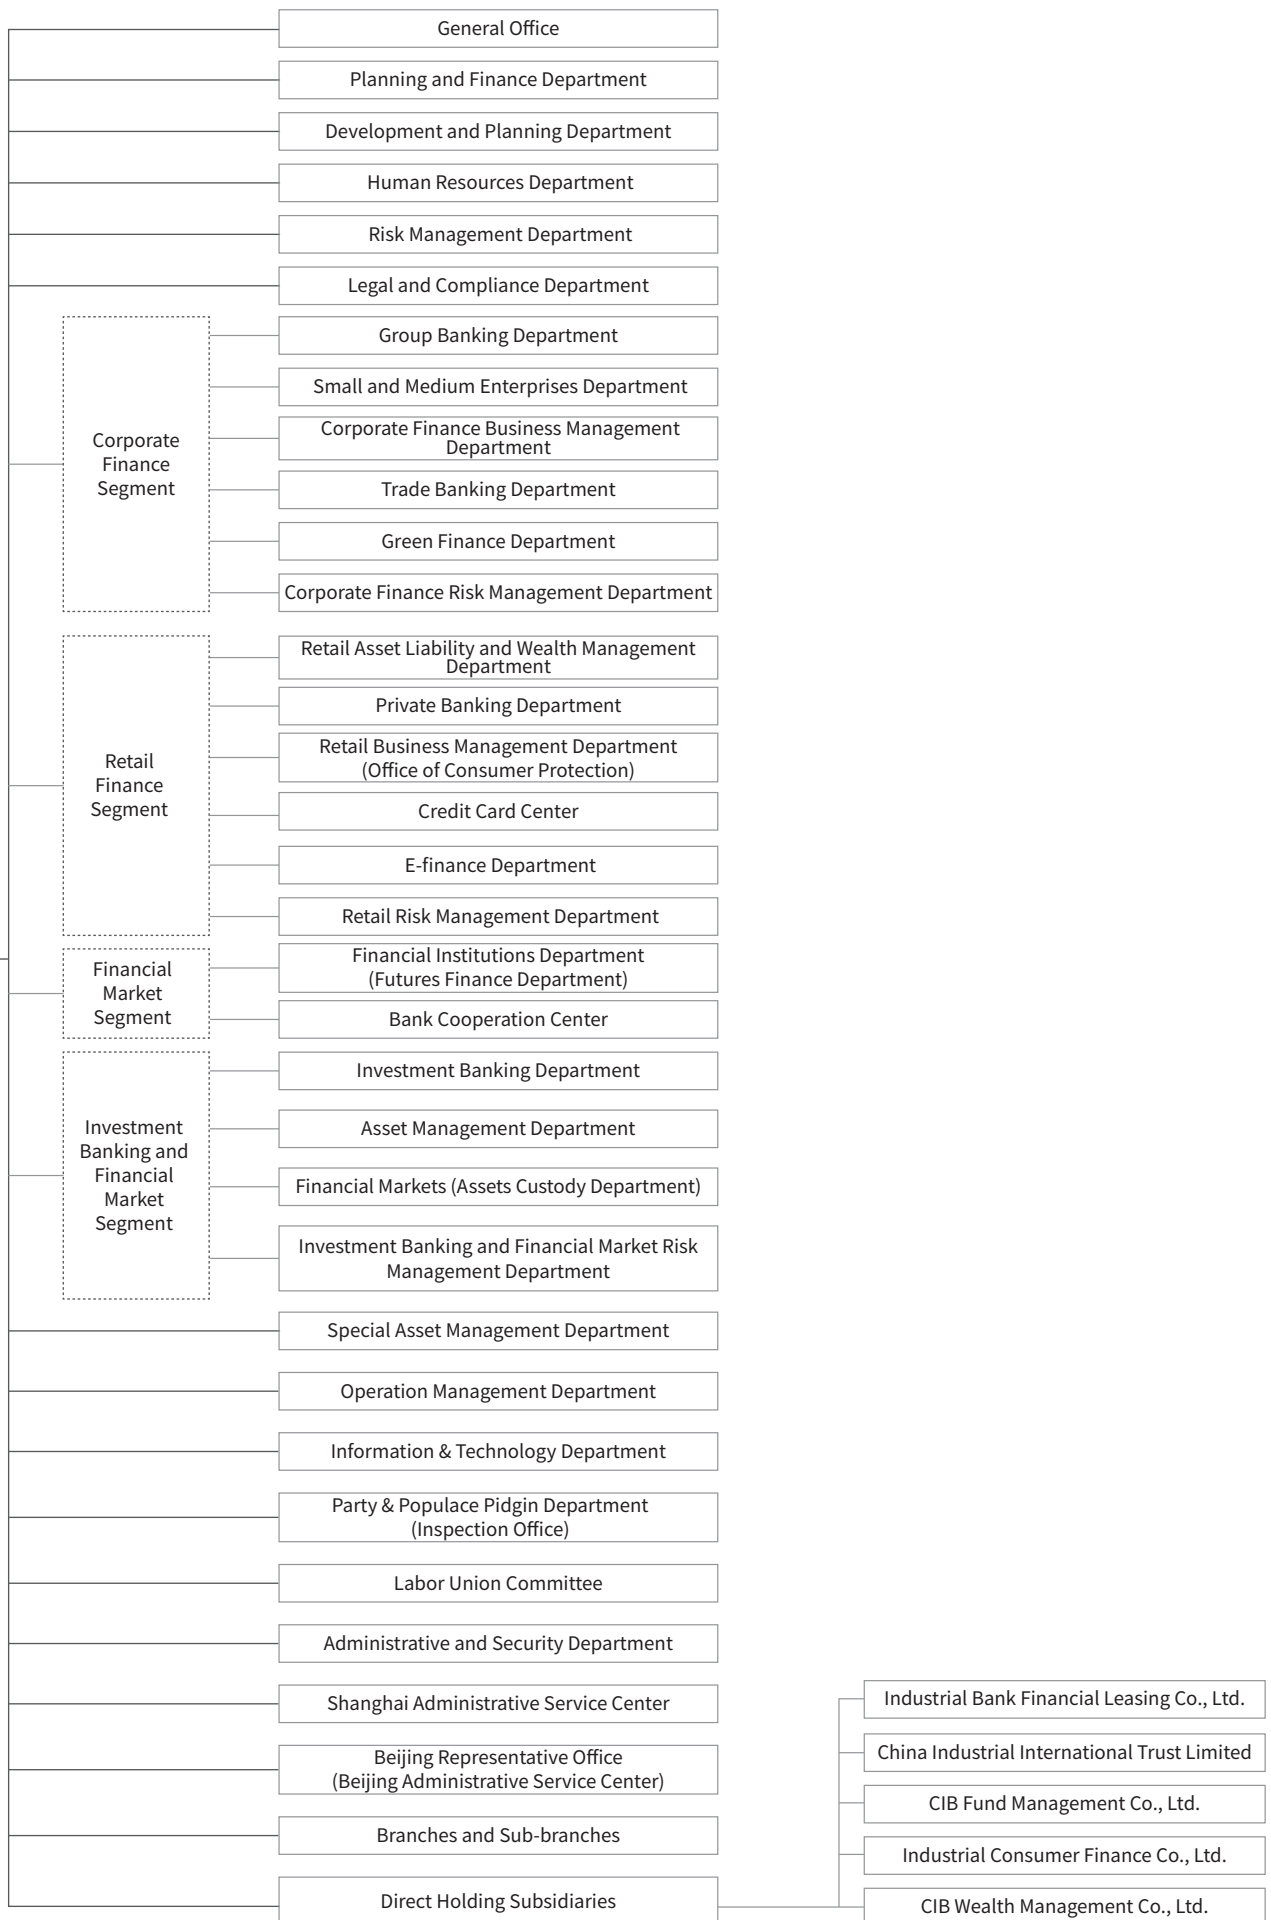 General Office
Planning and Finance Department
Development and Planning Department
Human Resources Department
Risk Management Department
Legal and Compliance Department
Corporate
Finance
Segment
Group Banking Department
Small and Medium Enterprises Department
Corporate Finance Business Management
Department
Trade Banking Department
Green Finance Department
Corporate Finance Risk Management Department
Retail
Finance
Segment
Retail Asset Liability and Wealth Management
Department
Private Banking Department
Retail Business Management Department
(Office of Consumer Protection)
Credit Card Center
E-finance Department
Retail Risk Management Department
Financial
Market
Segment
Financial Institutions Department
(Futures Finance Department)
Bank Cooperation Center
Investment
Banking and
Financial
Market
Segment
Investment Banking Department
Asset Management Department
Financial Markets (Assets Custody Department)
Investment Banking and Financial Market Risk
Management Department
Special Asset Management Department
Operation Management Department
Information & Technology Department
Party & Populace Pidgin Department
(Inspection Office)
Labor Union Committee
Administrative and Security Department
Shanghai Administrative Service Center
Beijing Representative Office
(Beijing Administrative Service Center)
Branches and Sub-branches
Direct Holding Subsidiaries
Industrial Bank Financial Leasing Co., Ltd.
China Industrial International Trust Limited
CIB Fund Management Co., Ltd.
Industrial Consumer Finance Co., Ltd.
CIB Wealth Management Co., Ltd.